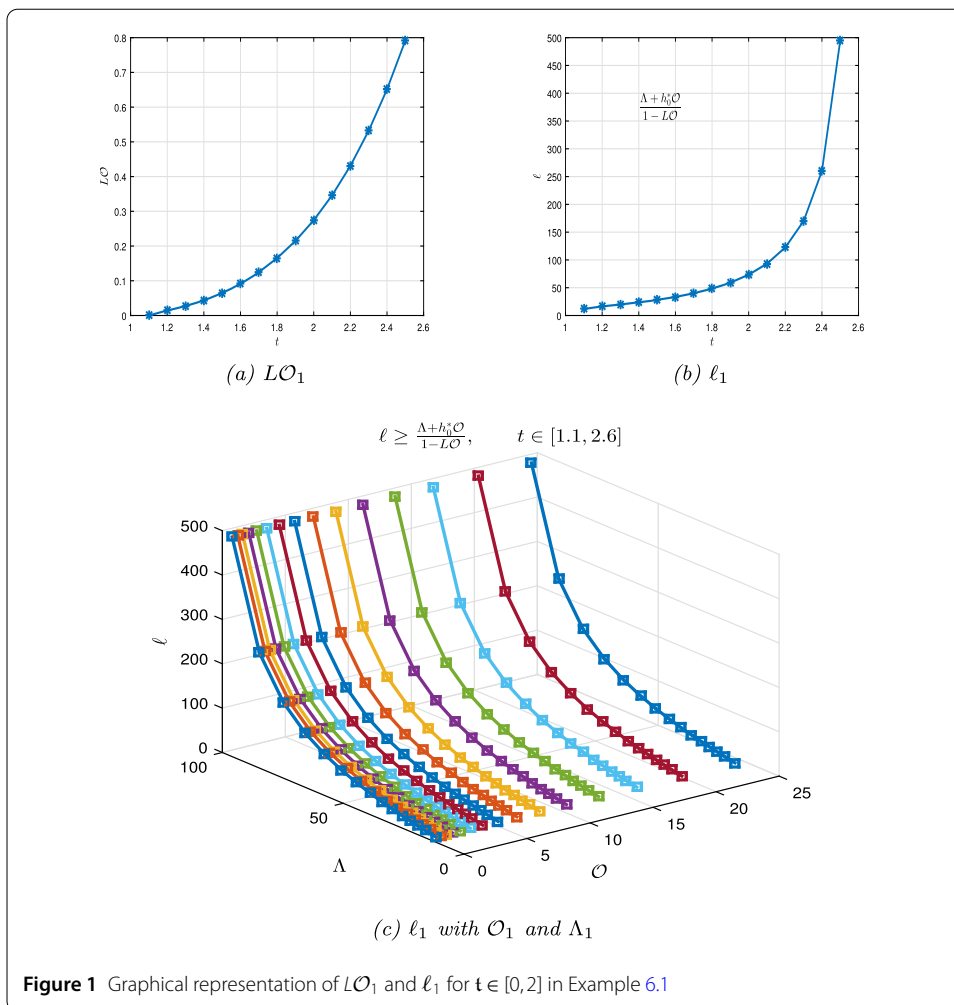 0.8
0.7
0.6
0.5
0.4
0.3
0.2
0.1
0
LO
1 1.2 1.4 1.6 1.8 2 2.2 2.4 2.6
t
(a) LO₁
500
450
400
350
300
250
200
150
100
50
0
ℓ
Λ + h₀*O
1 − LO
1 1.2 1.4 1.6 1.8 2 2.2 2.4 2.6
t
(b) ℓ₁
ℓ ≥ (Λ+h₀*O)/(1−LO), t ∈ [1.1, 2.6]
500
400
300
200
100
0
ℓ
100
50
0
Λ
0 5 10 15 20 25
O
(c) ℓ₁ with O₁ and Λ₁
Figure 1 Graphical representation of LO₁ and ℓ₁ for t ∈ [0, 2] in Example 6.1